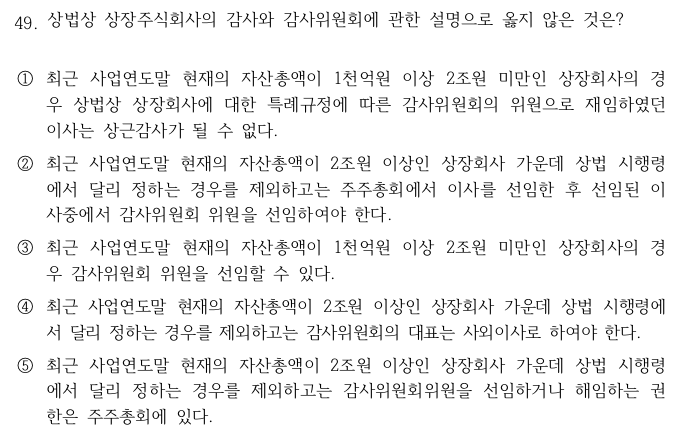 49. 상법상 상장주식회사의 감사와 감사위원회에 관한 설명으로 옳지 않은 것은?
① 최근 사업연도말 현재의 자산총액이 1천억원 이상 2조원 미만인 상장회사의 경
우 상법상 상장회사에 대한 특례규정에 따른 감사위원회의 위원으로 재임하였던
이사는 상근감사가 될 수 없다.
② 최근 사업연도말 현재의 자산총액이 2조원 이상인 상장회사 가운데 상법 시행령
에서 달리 정하는 경우를 제외하고는 주주총회에서 이사를 선임한 후 선임된 이
사중에서 감사위원회 위원을 선임하여야 한다.
③ 최근 사업연도말 현재의 자산총액이 1천억원 이상 2조원 미만인 상장회사의 경
우 감사위원회 위원을 선임할 수 있다.
④ 최근 사업연도말 현재의 자산총액이 2조원 이상인 상장회사 가운데 상법 시행령에
서 달리 정하는 경우를 제외하고는 감사위원회의 대표는 사외이사로 하여야 한다.
⑤ 최근 사업연도말 현재의 자산총액이 2조원 이상인 상장회사 가운데 상법 시행령
에서 달리 정하는 경우를 제외하고는 감사위원회위원을 선임하거나 해임하는 권
한은 주주총회에 있다.